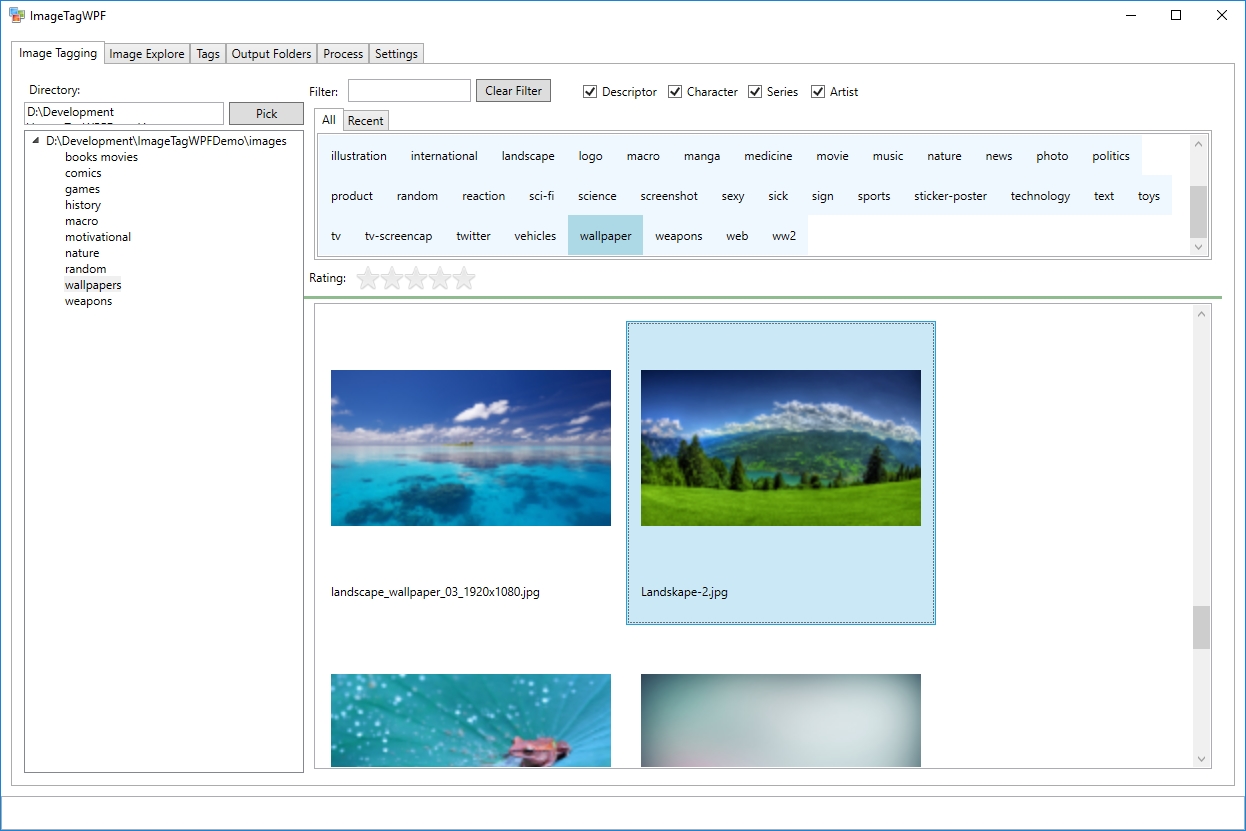 ImageTagWPF
Image Tagging Image Explore Tags Output Folders Process Settings
Directory:
D:\Development
Pick
D:\Development\ImageTagWPFDemo\images
books movies
comics
games
history
macro
motivational
nature
random
wallpapers
weapons
Filter: Clear Filter Descriptor Character Series Artist
All Recent
illustration international landscape logo macro manga medicine movie music nature news photo politics
product random reaction sci-fi science screenshot sexy sick sign sports sticker-poster technology text toys
tv tv-screencap twitter vehicles wallpaper weapons web ww2
Rating:
landscape_wallpaper_03_1920x1080.jpg
Landskape-2.jpg